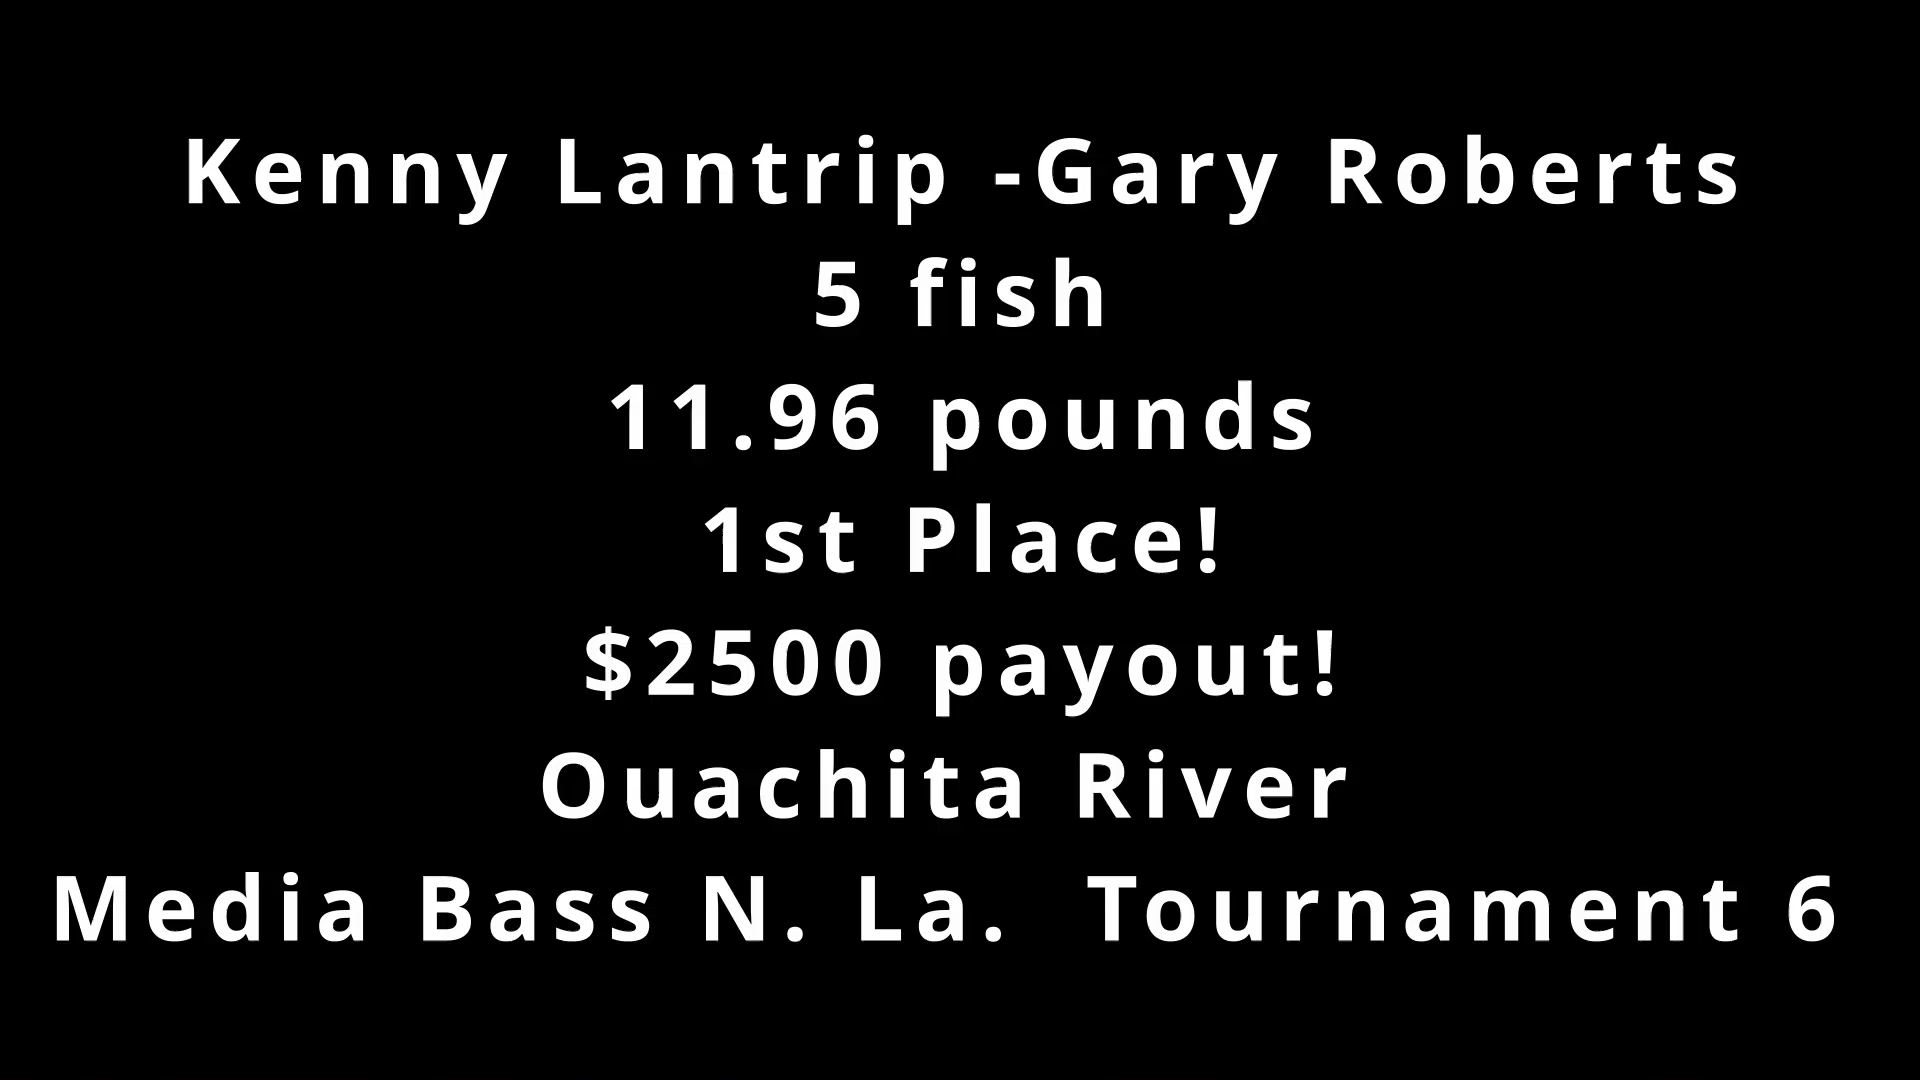 Kenny Lantrip -Gary Roberts
5 fish
11.96 pounds
1st Place!
$2500 payout!
Ouachita River
Media Bass N. La.  Tournament 6